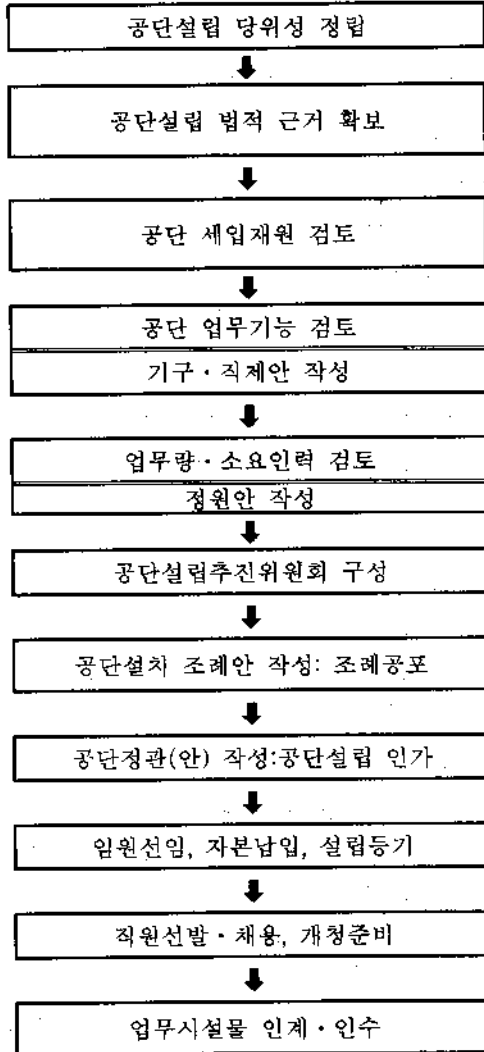 공단설립 당위성 정립
공단설립 법적 근거 확보
공단 세입재원 검토
공단 업무기능 검토
기구·직제안 작성
업무량·소요인력 검토
정원안 작성
공단설립추진위원회 구성
공단설치 조례안 작성: 조례공포
공단정관(안) 작성:공단설립 인가
임원선임, 자본납입, 설립등기
직원선발·채용, 개청준비
업무시설물 인계·인수